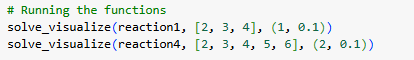 # Running the functions
solve_visualize(reaction1, [2, 3, 4], (1, 0.1))
solve_visualize(reaction4, [2, 3, 4, 5, 6], (2, 0.1))